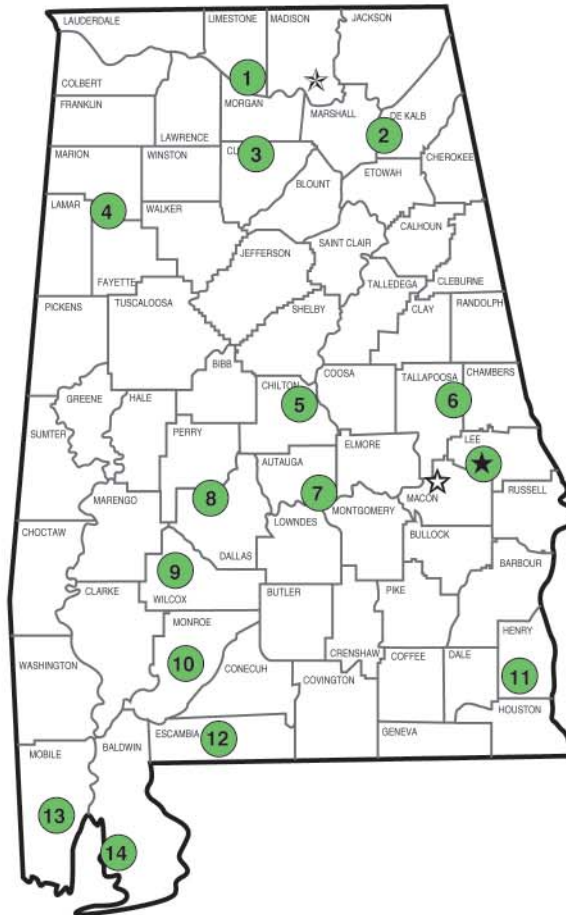 LAUDERDALE
LIMESTONE
MADISON
JACKSON
COLBERT
1
FRANKLIN
LAWRENCE
MORGAN
MARSHALL
2
DE KALB
MARION
WINSTON
3
BLOUNT
ETOWAH
CHEROKEE
LAMAR
4
WALKER
JEFFERSON
SAINT CLAIR
CALHOUN
FAYETTE
PICKENS
TUSCALOOSA
SHELBY
TALLEDEGA
CLEBURNE
CLAY
RANDOLPH
BIBB
GREENE
HALE
CHILTON
5
COOSA
TALLAPOOSA
CHAMBERS
6
SUMTER
PERRY
AUTAUGA
ELMORE
LEE
8
7
MARENGO
MACON
RUSSELL
LOWNDES
MONTGOMERY
CHOCTAW
DALLAS
BULLOCK
9
BARBOUR
CLARKE
WILCOX
BUTLER
PIKE
MONROE
HENRY
WASHINGTON
10
CONECUH
CRENSHAW
COFFEE
DALE
11
COVINGTON
HOUSTON
MOBILE
BALDWIN
ESCAMBIA
12
GENEVA
13
14